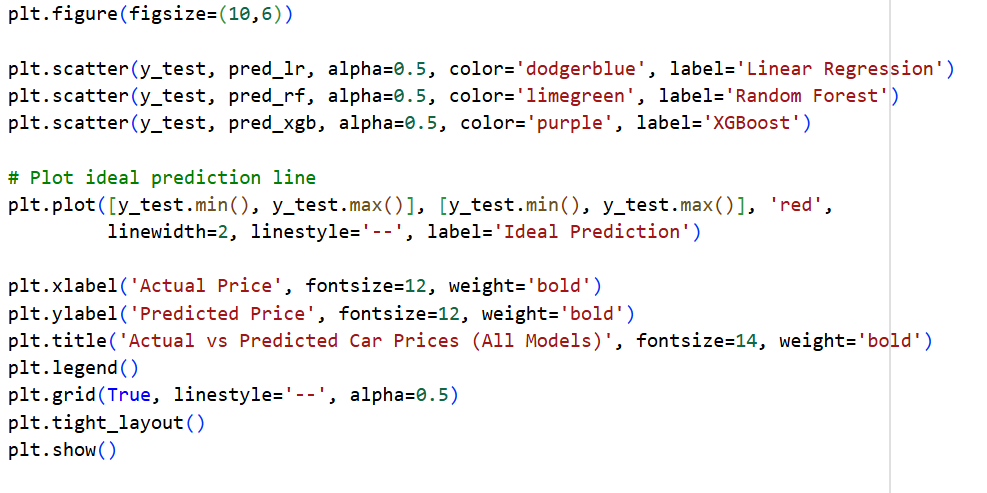 plt.figure(figsize=(10,6))
plt.scatter(y_test, pred_lr, alpha=0.5, color='dodgerblue', label='Linear Regression')
plt.scatter(y_test, pred_rf, alpha=0.5, color='limegreen', label='Random Forest')
plt.scatter(y_test, pred_xgb, alpha=0.5, color='purple', label='XGBoost')
# Plot ideal prediction line
plt.plot([y_test.min(), y_test.max()], [y_test.min(), y_test.max()], 'red',
         linewidth=2, linestyle='--', label='Ideal Prediction')
plt.xlabel('Actual Price', fontsize=12, weight='bold')
plt.ylabel('Predicted Price', fontsize=12, weight='bold')
plt.title('Actual vs Predicted Car Prices (All Models)', fontsize=14, weight='bold')
plt.legend()
plt.grid(True, linestyle='--', alpha=0.5)
plt.tight_layout()
plt.show()